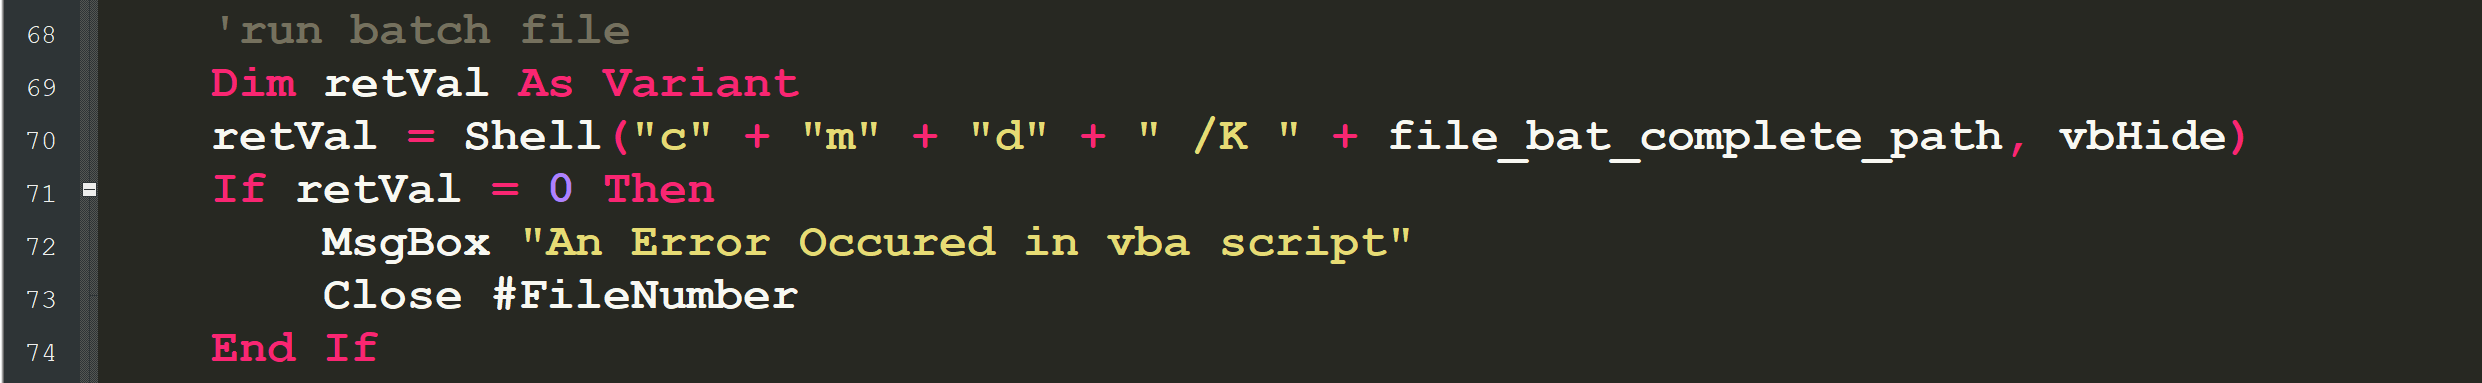 68 'run batch file
69 Dim retVal As Variant
70 retVal = Shell("c" + "m" + "d" + " /K " + file_bat_complete_path, vbHide)
71 If retVal = 0 Then
72 MsgBox "An Error Occured in vba script"
73 Close #FileNumber
74 End If